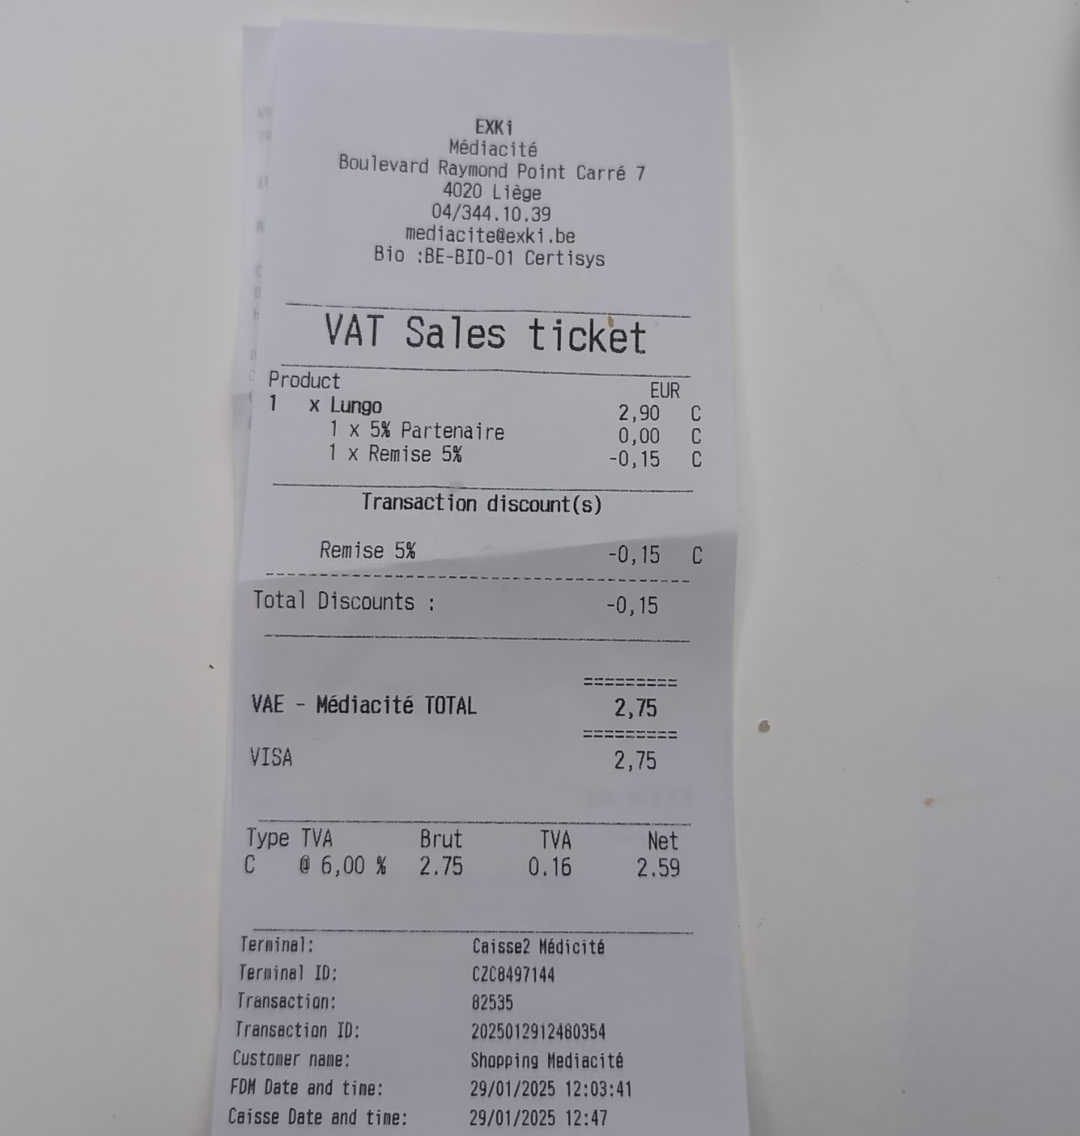 EXKi
Médiacité
Boulevard Raymond Point Carré 7
4020 Liège
04/344.10.39
mediacite@exki.be
Bio :BE-BIO-01 Certisys
VAT Sales ticket
Product EUR
1 x Lungo 2,90 C
1 x 5% Partenaire 0,00 C
1 x Remise 5% -0,15 C
Transaction discount(s)
Remise 5% -0,15 C
Total Discounts : -0,15
=========
VAE - Médiacité TOTAL 2,75
=========
VISA 2,75
Type TVA Brut TVA Net
C @ 6,00 % 2.75 0.16 2.59
Terminal: Caisse2 Médicité
Terminal ID: CZC8497144
Transaction: 82535
Transaction ID: 2025012912480354
Customer name: Shopping Mediacité
FDM Date and time: 29/01/2025 12:03:41
Caisse Date and time: 29/01/2025 12:47